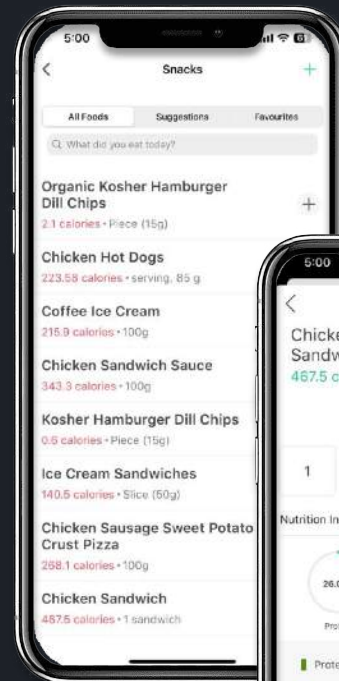 5:00
Snacks
+
All Foods
Suggestions
Favourites
What did you eat today?
Organic Kosher Hamburger
Dill Chips
+
2.1 calories • Piece (15g)
Chicken Hot Dogs
223.58 calories • serving, 85 g
Coffee Ice Cream
215.9 calories • 100g
Chicken Sandwich Sauce
343.3 calories • 100g
Kosher Hamburger Dill Chips
0.6 calories • Piece (15g)
Ice Cream Sandwiches
140.5 calories • Slice (50g)
Chicken Sausage Sweet Potato
Crust Pizza
268.1 calories • 100g
Chicken Sandwich
467.5 calories • 1 sandwich
5:00
Chicke
Sandw
467.5 c
1
Nutrition In
26.0
Pro
Prote